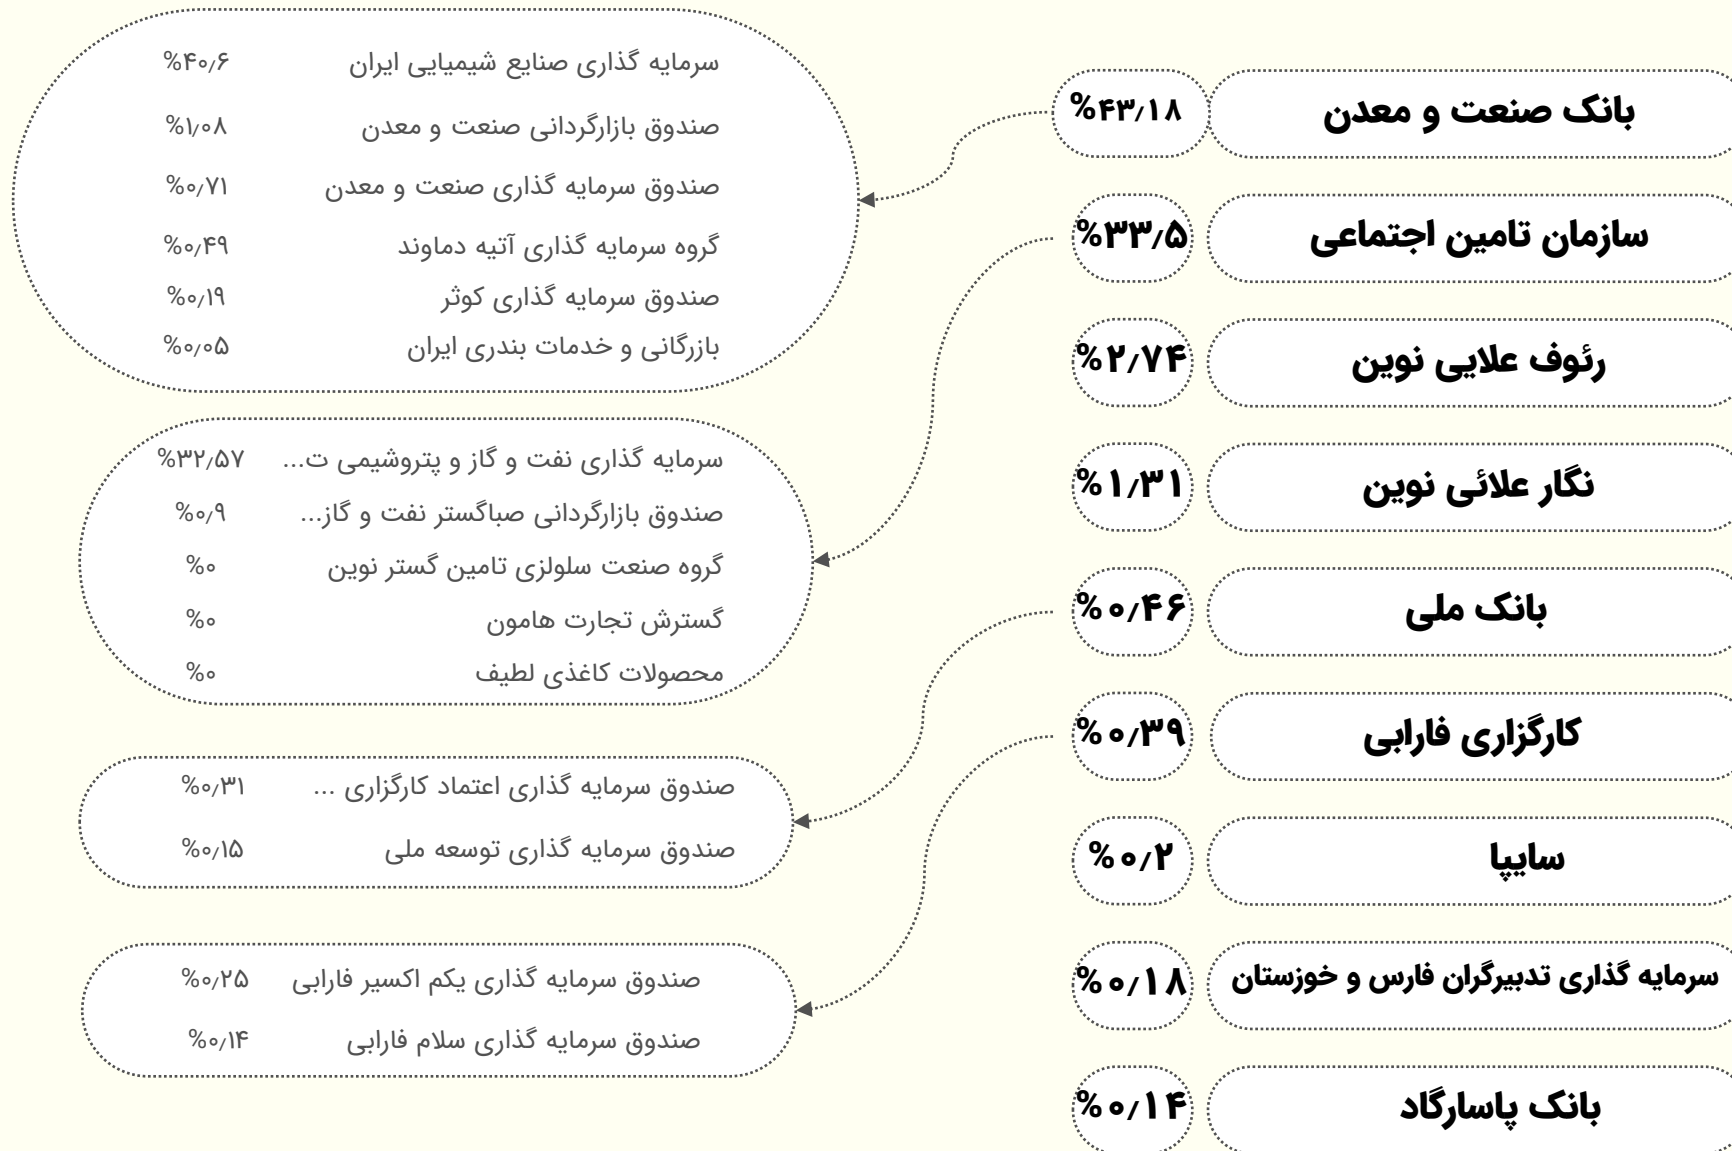 بانک صنعت و معدن %۴۳٫۱۸
سرمایه گذاری صنایع شیمیایی ایران %۴۰٫۶
صندوق بازارگردانی صنعت و معدن %۱٫۰۸
صندوق سرمایه گذاری صنعت و معدن %۰٫۷۱
گروه سرمایه گذاری آتیه دماوند %۰٫۴۹
صندوق سرمایه گذاری کوثر %۰٫۱۹
بازرگانی و خدمات بندری ایران %۰٫۰۵
سازمان تامین اجتماعی %۳۳٫۵
سرمایه گذاری نفت و گاز و پتروشیمی ت... %۳۲٫۵۷
صندوق بازارگردانی صباگستر نفت و گاز... %۰٫۹
گروه صنعت سلولزی تامین گستر نوین %۰
گسترش تجارت هامون %۰
محصولات کاغذی لطیف %۰
رئوف علایی نوین %۲٫۷۴
نگار علائی نوین %۱٫۳۱
بانک ملی %۰٫۴۶
صندوق سرمایه گذاری اعتماد کارگزاری ... %۰٫۳۱
صندوق سرمایه گذاری توسعه ملی %۰٫۱۵
کارگزاری فارابی %۰٫۳۹
صندوق سرمایه گذاری یکم اکسیر فارابی %۰٫۲۵
صندوق سرمایه گذاری سلام فارابی %۰٫۱۴
سایپا %۰٫۲
سرمایه گذاری تدبیرگران فارس و خوزستان %۰٫۱۸
بانک پاسارگاد %۰٫۱۴